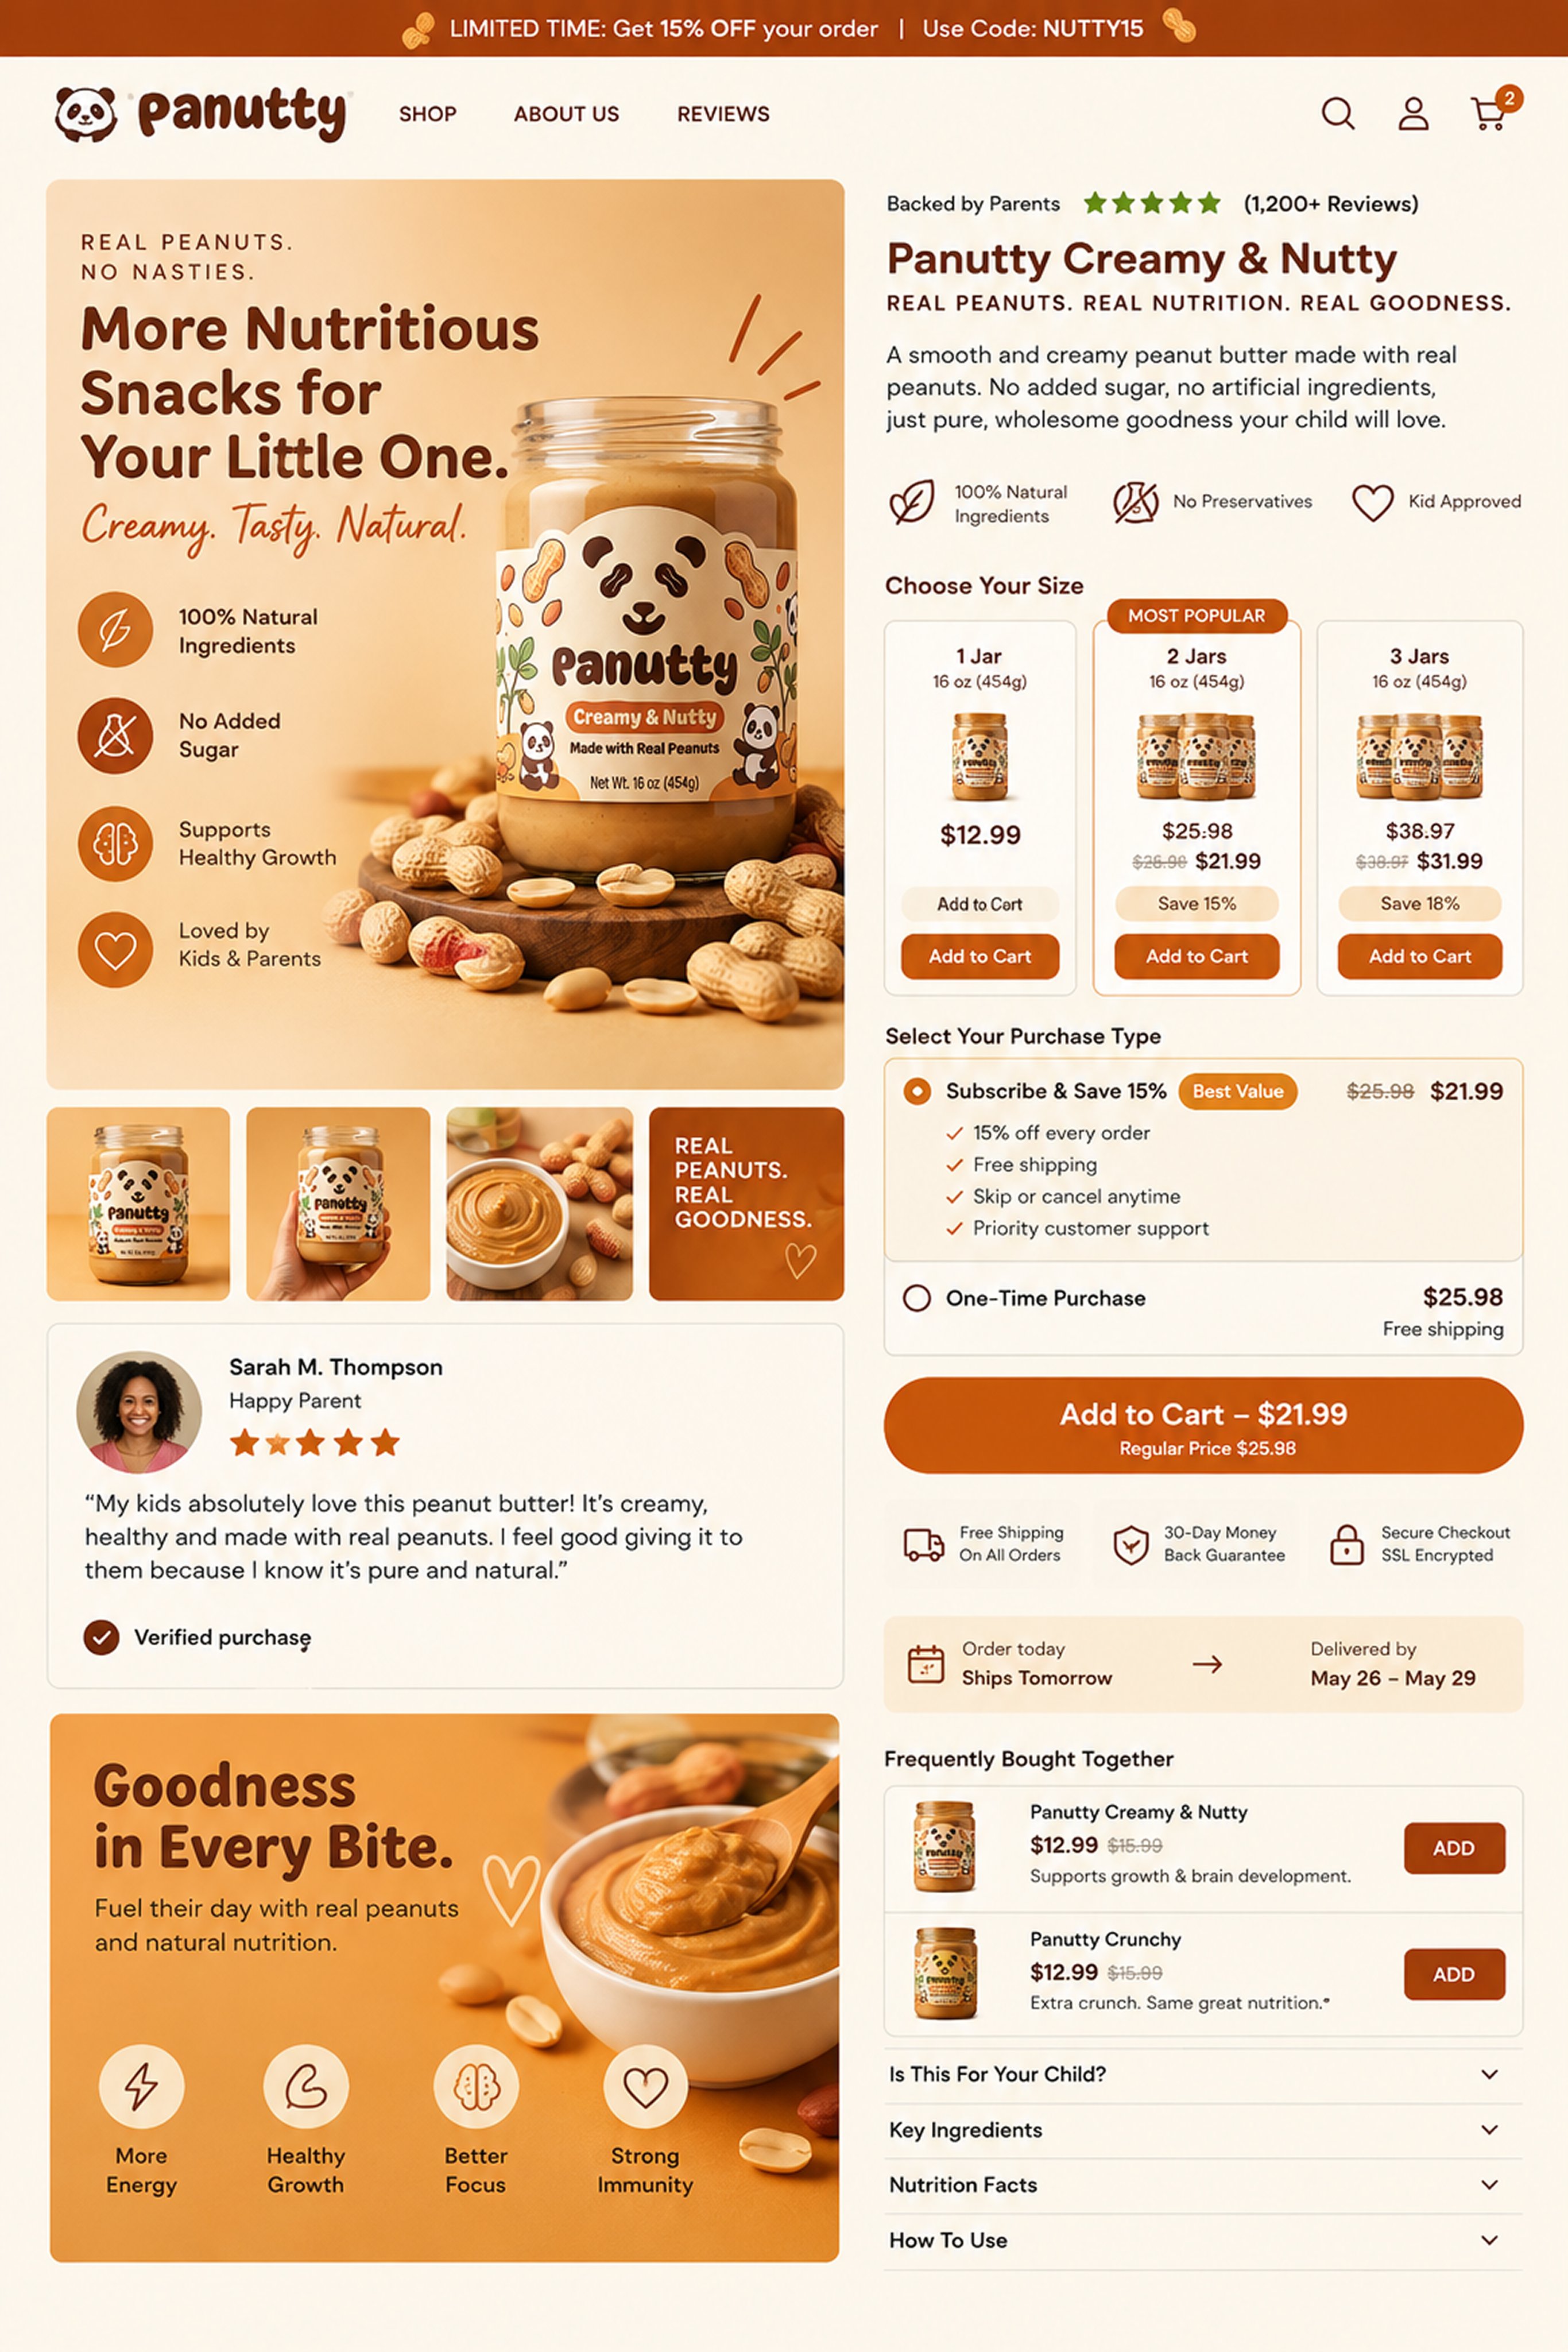 LIMITED TIME: Get 15% OFF your order | Use Code: NUTTY15
panutty
SHOP
ABOUT US
REVIEWS
2
REAL PEANUTS.
NO NASTIES.
More Nutritious
Snacks for
Your Little One.
Creamy. Tasty. Natural.
100% Natural
Ingredients
No Added
Sugar
Supports
Healthy Growth
Loved by
Kids & Parents
panutty
Creamy & Nutty
Made with Real Peanuts
Net Wt. 16 oz (454g)
panutty
panutty
REAL
PEANUTS.
REAL
GOODNESS.
Sarah M. Thompson
Happy Parent
“My kids absolutely love this peanut butter! It’s creamy,
healthy and made with real peanuts. I feel good giving it to
them because I know it’s pure and natural.”
Verified purchase
Goodness
in Every Bite.
Fuel their day with real peanuts
and natural nutrition.
More
Energy
Healthy
Growth
Better
Focus
Strong
Immunity
Backed by Parents
(1,200+ Reviews)
Panutty Creamy & Nutty
REAL PEANUTS. REAL NUTRITION. REAL GOODNESS.
A smooth and creamy peanut butter made with real
peanuts. No added sugar, no artificial ingredients,
just pure, wholesome goodness your child will love.
100% Natural
Ingredients
No Preservatives
Kid Approved
Choose Your Size
1 Jar
16 oz (454g)
$12.99
Add to Cart
Add to Cart
MOST POPULAR
2 Jars
16 oz (454g)
$25.98
$21.99
Save 15%
Add to Cart
3 Jars
16 oz (454g)
$38.97
$38.97 $31.99
Save 18%
Add to Cart
Select Your Purchase Type
Subscribe & Save 15%
Best Value
$25.98 $21.99
15% off every order
Free shipping
Skip or cancel anytime
Priority customer support
One-Time Purchase
$25.98
Free shipping
Add to Cart – $21.99
Regular Price $25.98
Free Shipping
On All Orders
30-Day Money
Back Guarantee
Secure Checkout
SSL Encrypted
Order today
Ships Tomorrow
→
Delivered by
May 26 – May 29
Frequently Bought Together
Panutty Creamy & Nutty
$12.99 $15.99
Supports growth & brain development.
ADD
Panutty Crunchy
$12.99 $15.99
Extra crunch. Same great nutrition.*
ADD
Is This For Your Child?
Key Ingredients
Nutrition Facts
How To Use